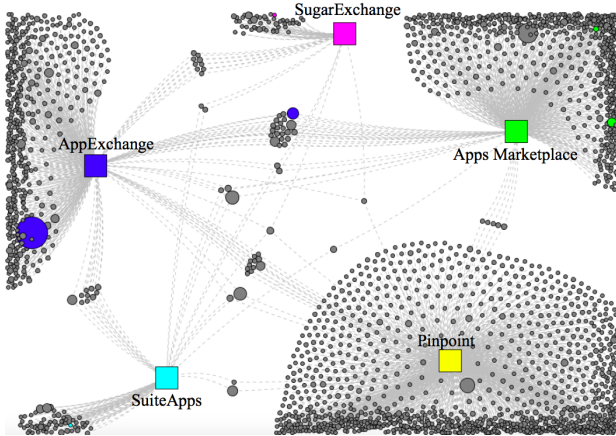 SugarExchange
AppExchange
Apps Marketplace
Pinpoint
SuiteApps